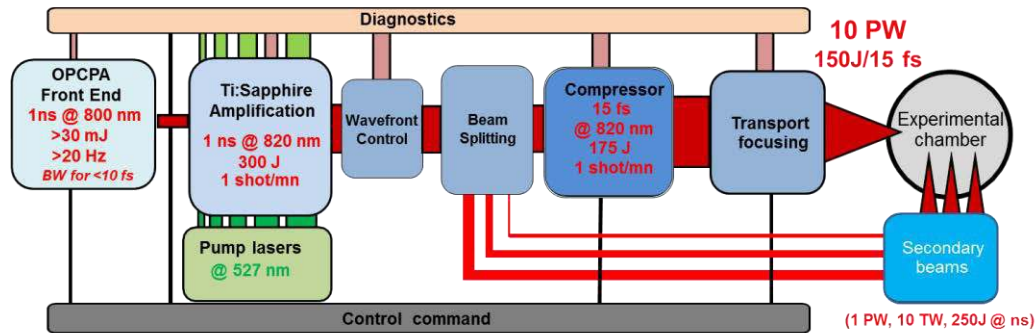 Diagnostics
10 PW
150J/15 fs
OPCPA
Front End
1ns @ 800 nm
>30 mJ
>20 Hz
BW for <10 fs
Ti:Sapphire
Amplification
1 ns @ 820 nm
300 J
1 shot/mn
Wavefront
Control
Beam
Splitting
Compressor
15 fs
@ 820 nm
175 J
1 shot/mn
Transport
focusing
Experimental
chamber
Pump lasers
@ 527 nm
Secondary
beams
(1 PW, 10 TW, 250J @ ns)
Control command